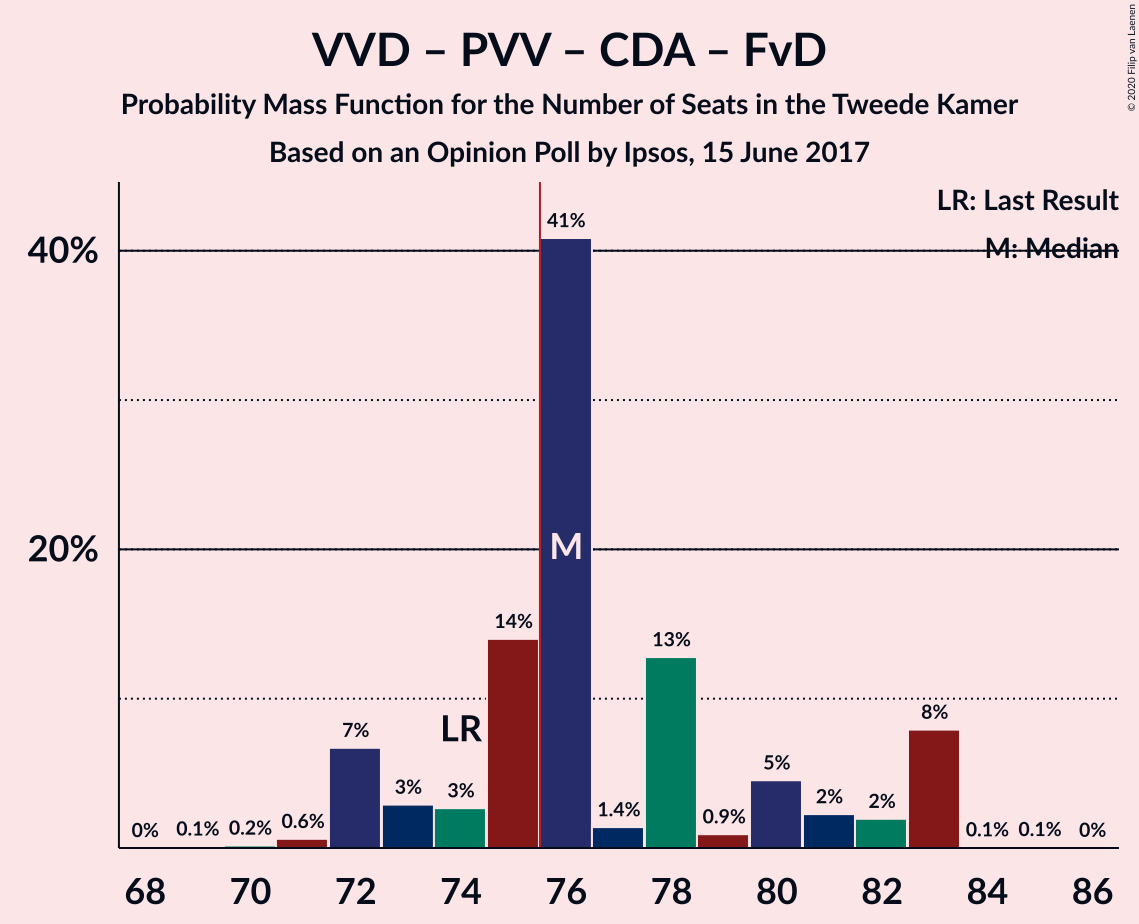 VVD – PVV – CDA – FvD
Probability Mass Function for the Number of Seats in the Tweede Kamer
Based on an Opinion Poll by Ipsos, 15 June 2017
© 2020 Filip van Laenen
LR: Last Result
M: Median
40%
20%
0%
0.1%
0.2%
0.6%
7%
3%
3%
LR
14%
41%
M
1.4%
13%
0.9%
5%
2%
2%
8%
0.1%
0.1%
0%
68 70 72 74 76 78 80 82 84 86